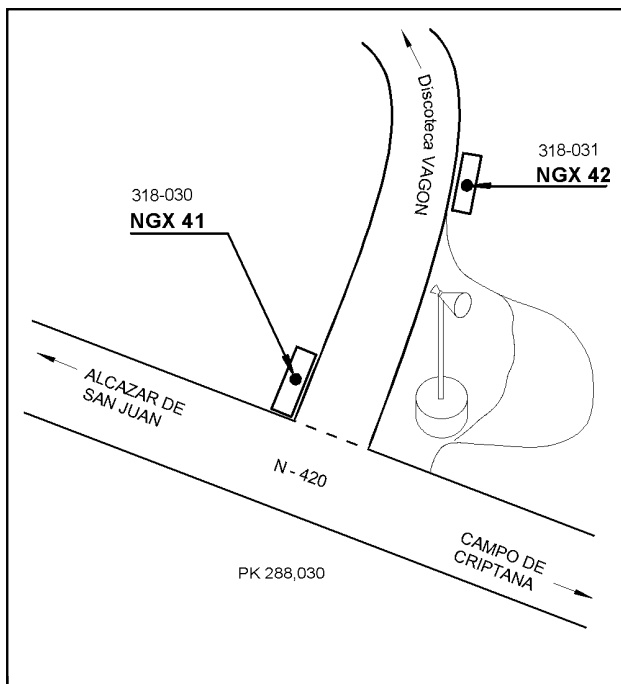 Discoteca VAGON
318-031
NGX 42
318-030
NGX 41
ALCAZAR DE
SAN JUAN
N - 420
CAMPO DE
CRIPTANA
PK 288,030